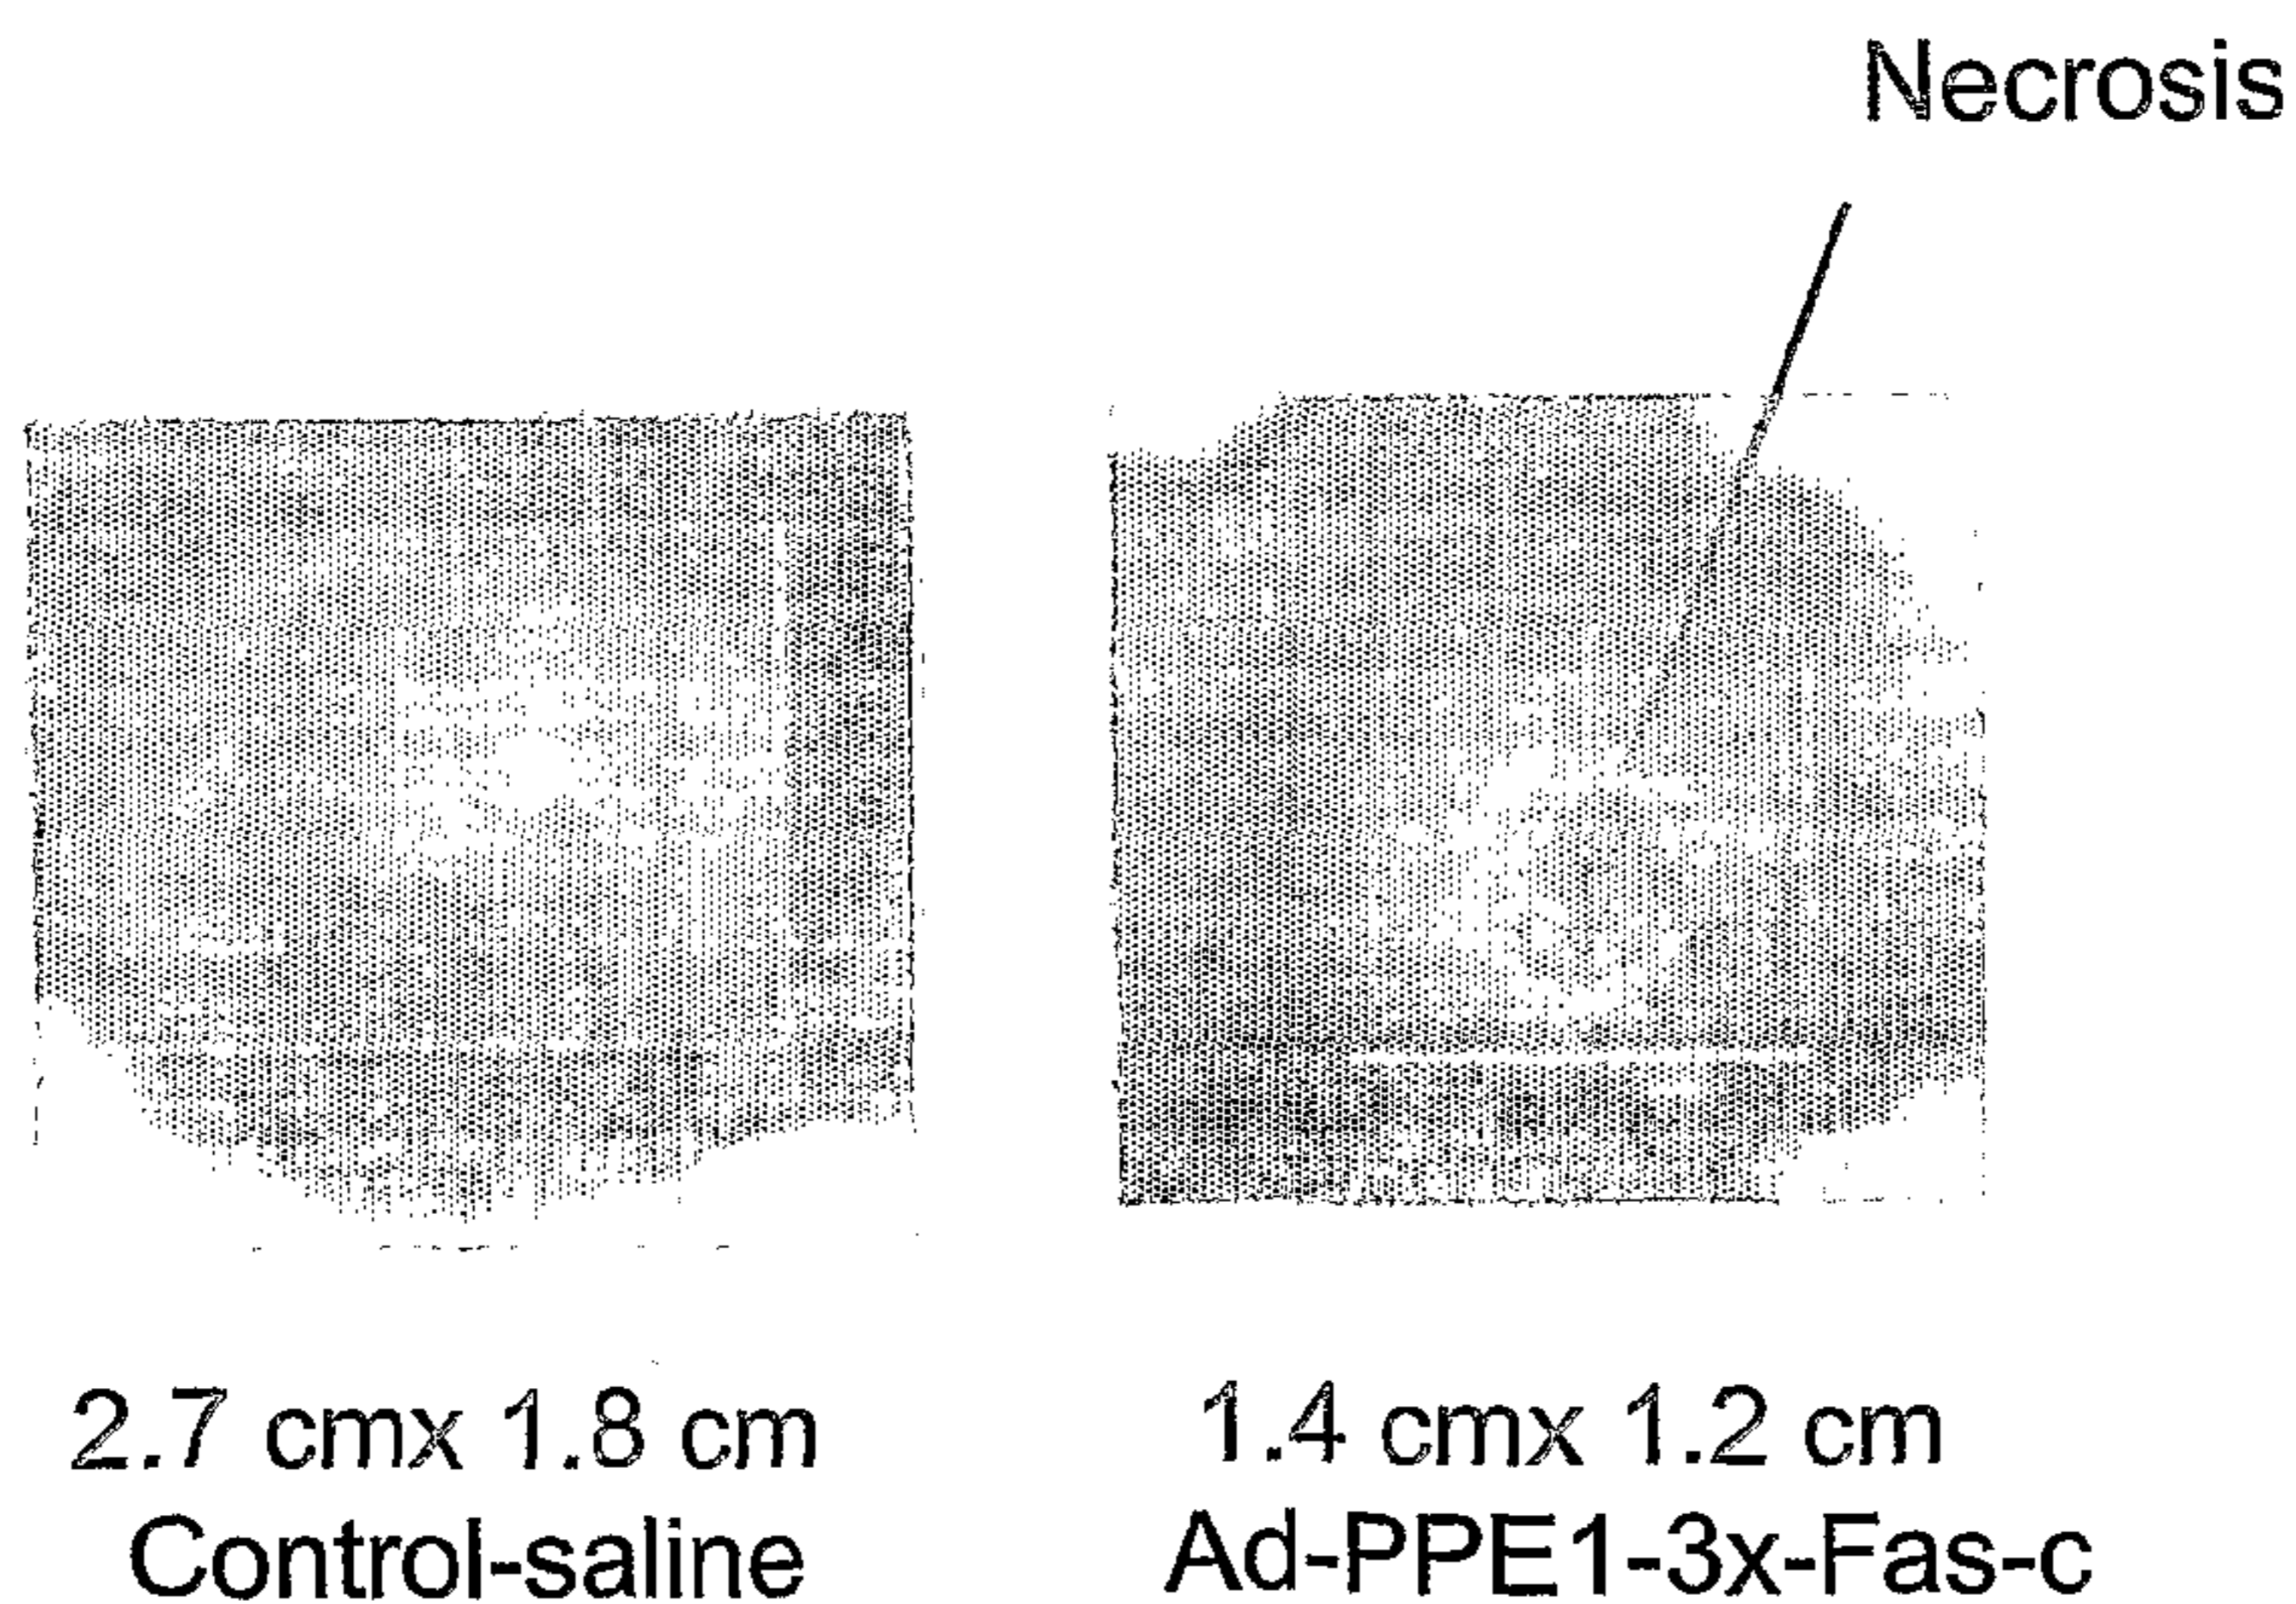 Necrosis
2.7 cmx 1.8 cm
Control-saline
1.4 cmx 1.2 cm
Ad-PPE1-3x-Fas-c